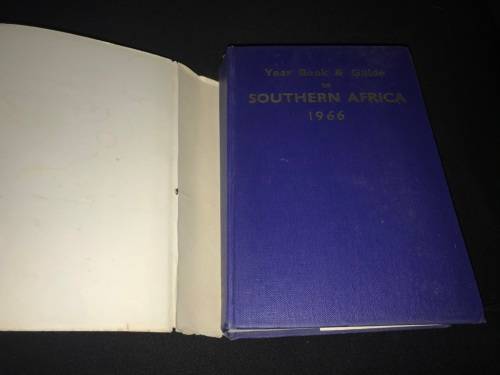 Year Book & Guide
to
SOUTHERN AFRICA
1966